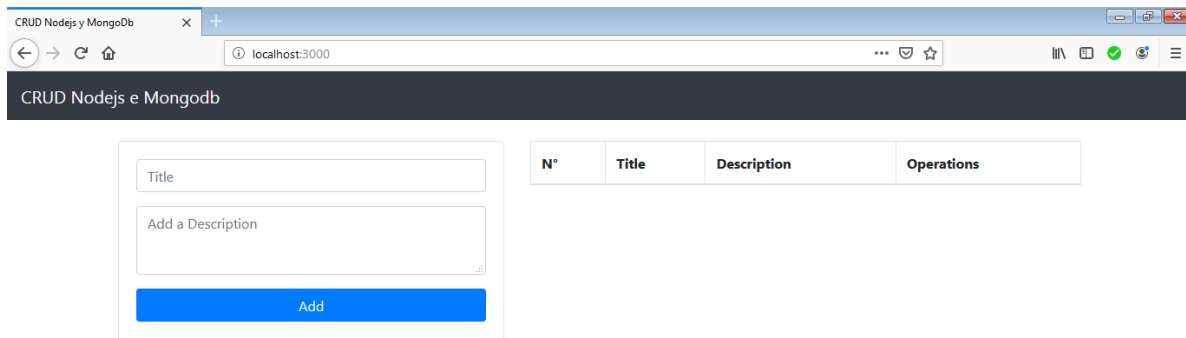 CRUD Nodejs y MongoDb
localhost:3000
CRUD Nodejs e Mongodb
Title
Add a Description
Add
N° Title Description Operations